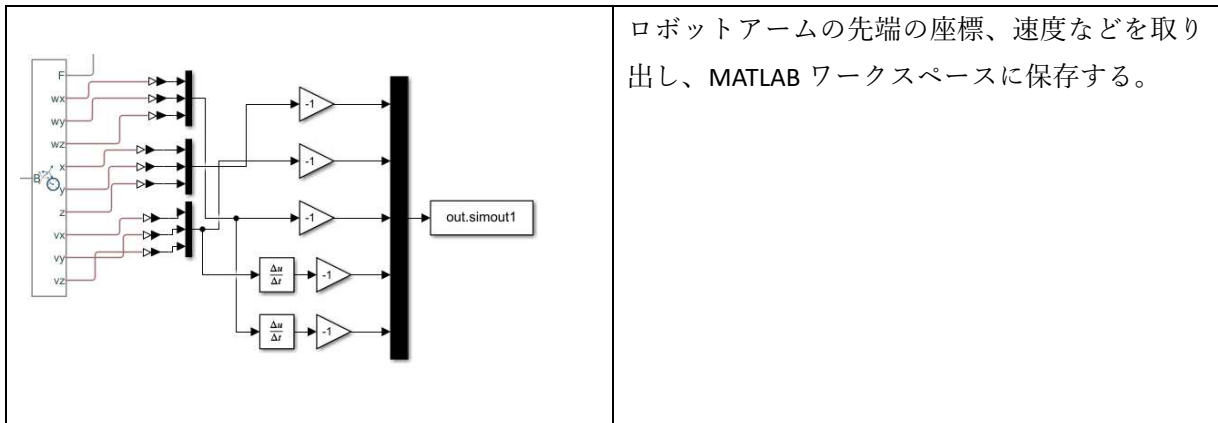 F
wx
wy
wz
x
B
y
z
vx
vy
vz
-1
-1
-1
Δu
Δt
-1
Δu
Δt
-1
out.simout1
ロボットアームの先端の座標、速度などを取り
出し、MATLAB ワークスペースに保存する。